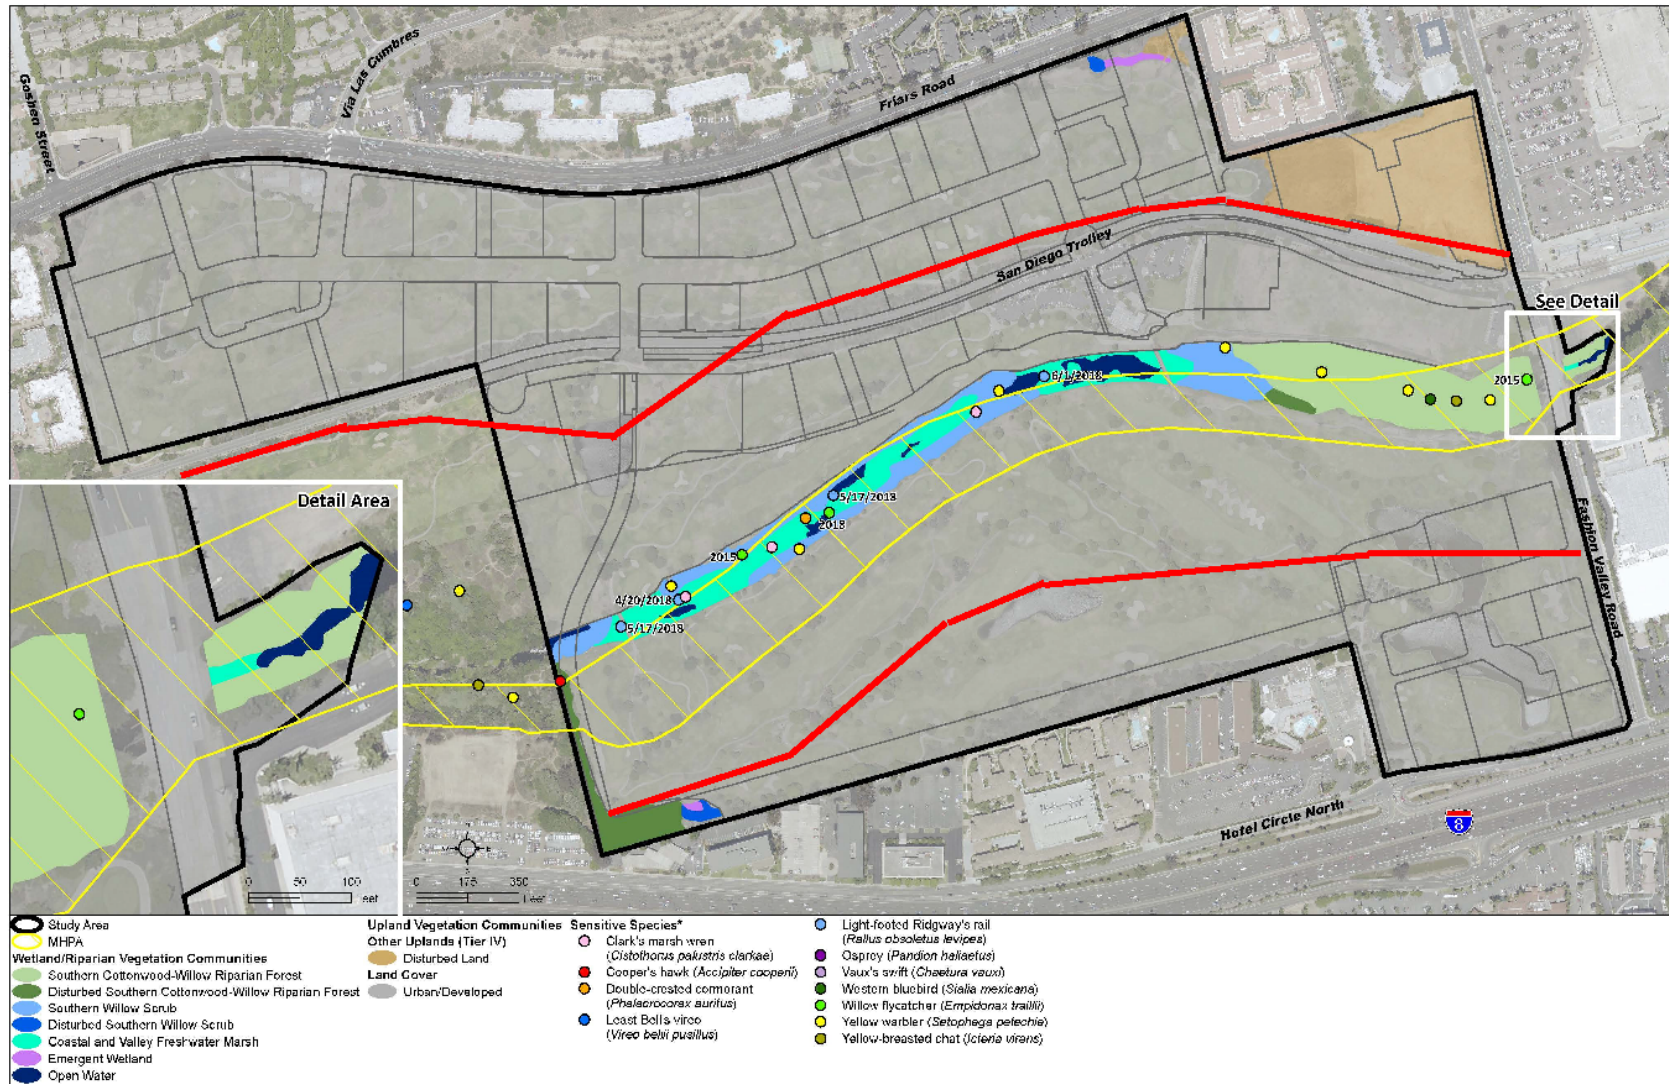 Goshen Street
Via Las Cumbres
Friars Road
San Diego Trolley
See Detail
2015
6/1/2018
5/17/2018
2018
2015
4/20/2018
5/17/2018
Fashion Valley Road
Hotel Circle North
8
Detail Area
0 50 100
Feet
0 175 350
Feet
Study Area
MHPA
Wetland/Riparian Vegetation Communities
Southern Cottonwood-Willow Riparian Forest
Disturbed Southern Cottonwood-Willow Riparian Forest
Southern Willow Scrub
Disturbed Southern Willow Scrub
Coastal and Valley Freshwater Marsh
Emergent Wetland
Open Water
Upland Vegetation Communities
Other Uplands (Tier IV)
Disturbed Land
Land Cover
Urban/Developed
Sensitive Species*
Clark's marsh wren
(Cistothorus palustris clarkae)
Cooper's hawk (Accipiter cooperii)
Double-crested cormorant
(Phalacrocorax auritus)
Least Bell's vireo
(Vireo bellii pusillus)
Light-footed Ridgway's rail
(Rallus obsoletus levipes)
Osprey (Pandion haliaetus)
Vaux's swift (Chaetura vauxi)
Western bluebird (Sialia mexicana)
Willow flycatcher (Empidonax traillii)
Yellow warbler (Setophaga petechia)
Yellow-breasted chat (Icteria virens)